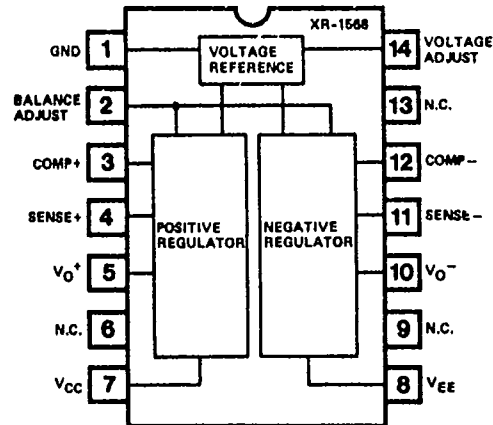 XR-1568
GND
1
VOLTAGE
REFERENCE
14
VOLTAGE
ADJUST
BALANCE
ADJUST
2
13
N.C.
COMP+
3
12
COMP−
SENSE+
4
11
SENSE−
POSITIVE
REGULATOR
NEGATIVE
REGULATOR
VO+
5
10
VO−
N.C.
6
9
N.C.
VCC
7
8
VEE